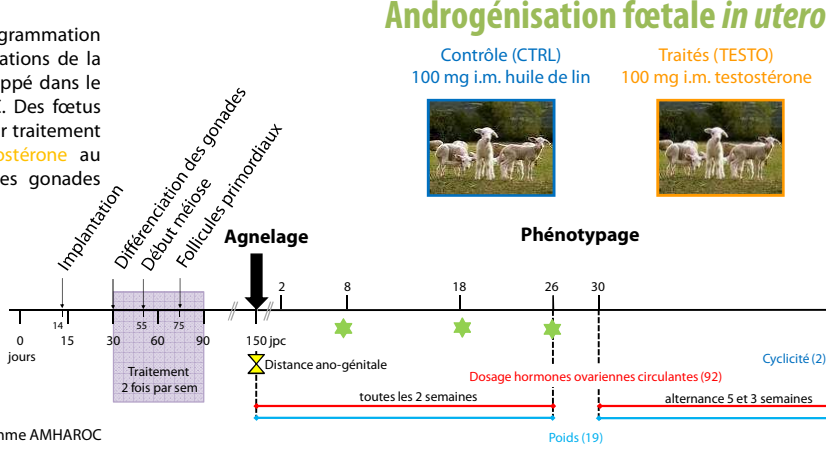 Androgénisation fœtale in utero
grammation
ations de la
ppé dans le
. Des fœtus
r traitement
ostérone au
es gonades
Contrôle (CTRL)
100 mg i.m. huile de lin
Traités (TESTO)
100 mg i.m. testostérone
Implantation
Différenciation des gonades
Début méiose
Follicules primordiaux
Agnelage
Phénotypage
2 8 18 26 30
14 55 75
0 15 30 60 90 150 jpc
jours
Traitement
2 fois par sem
Distance ano-génitale
Cyclicité (2)
Dosage hormones ovariennes circulantes (92)
toutes les 2 semaines
alternance 5 et 3 semaines
Poids (19)
mme AMHAROC